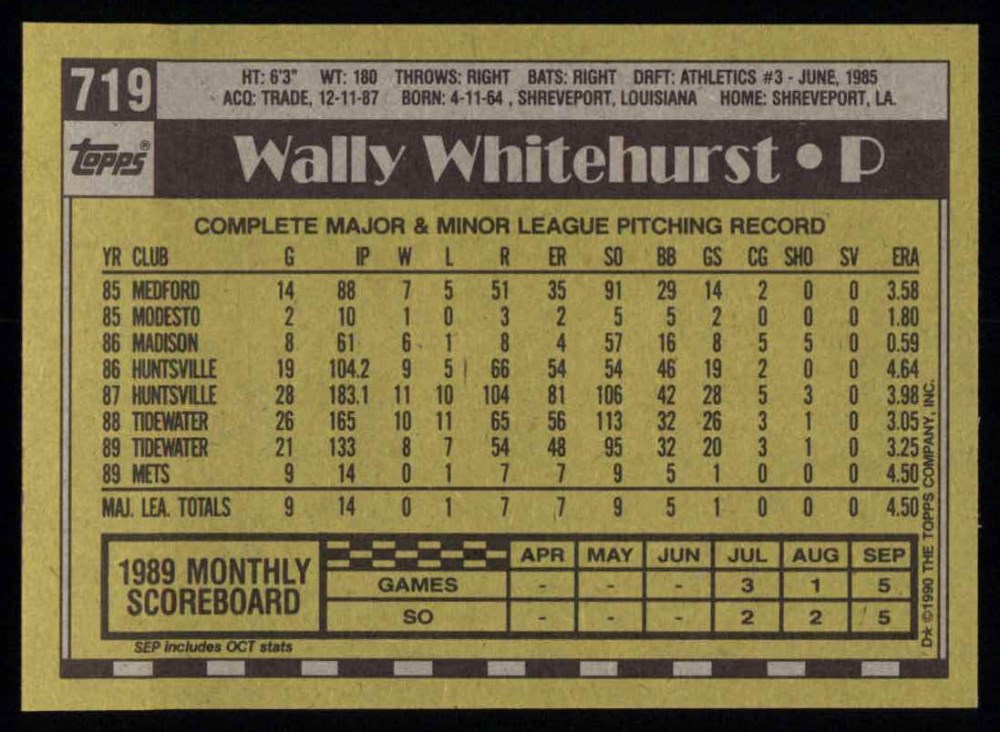 719
HT: 6'3" WT: 180 THROWS: RIGHT BATS: RIGHT DRFT: ATHLETICS #3 - JUNE, 1985
ACQ: TRADE, 12-11-87 BORN: 4-11-64 , SHREVEPORT, LOUISIANA HOME: SHREVEPORT, LA.
topps® Wally Whitehurst • P
COMPLETE MAJOR & MINOR LEAGUE PITCHING RECORD
YR CLUB G IP W L R ER SO BB GS CG SHO SV ERA
85 MEDFORD 14 88 7 5 51 35 91 29 14 2 0 0 3.58
85 MODESTO 2 10 1 0 3 2 5 5 2 0 0 0 1.80
86 MADISON 8 61 6 1 8 4 57 16 8 5 5 0 0.59
86 HUNTSVILLE 19 104.2 9 5 66 54 54 46 19 2 0 0 4.64
87 HUNTSVILLE 28 183.1 11 10 104 81 106 42 28 5 3 0 3.98
88 TIDEWATER 26 165 10 11 65 56 113 32 26 3 1 0 3.05
89 TIDEWATER 21 133 8 7 54 48 95 32 20 3 1 0 3.25
89 METS 9 14 0 1 7 7 9 5 1 0 0 0 4.50
MAJ. LEA. TOTALS 9 14 0 1 7 7 9 5 1 0 0 0 4.50
1989 MONTHLY
SCOREBOARD
APR MAY JUN JUL AUG SEP
GAMES - - - 3 1 5
SO - - - 2 2 5
SEP includes OCT stats
D* ©1990 THE TOPPS COMPANY, INC.